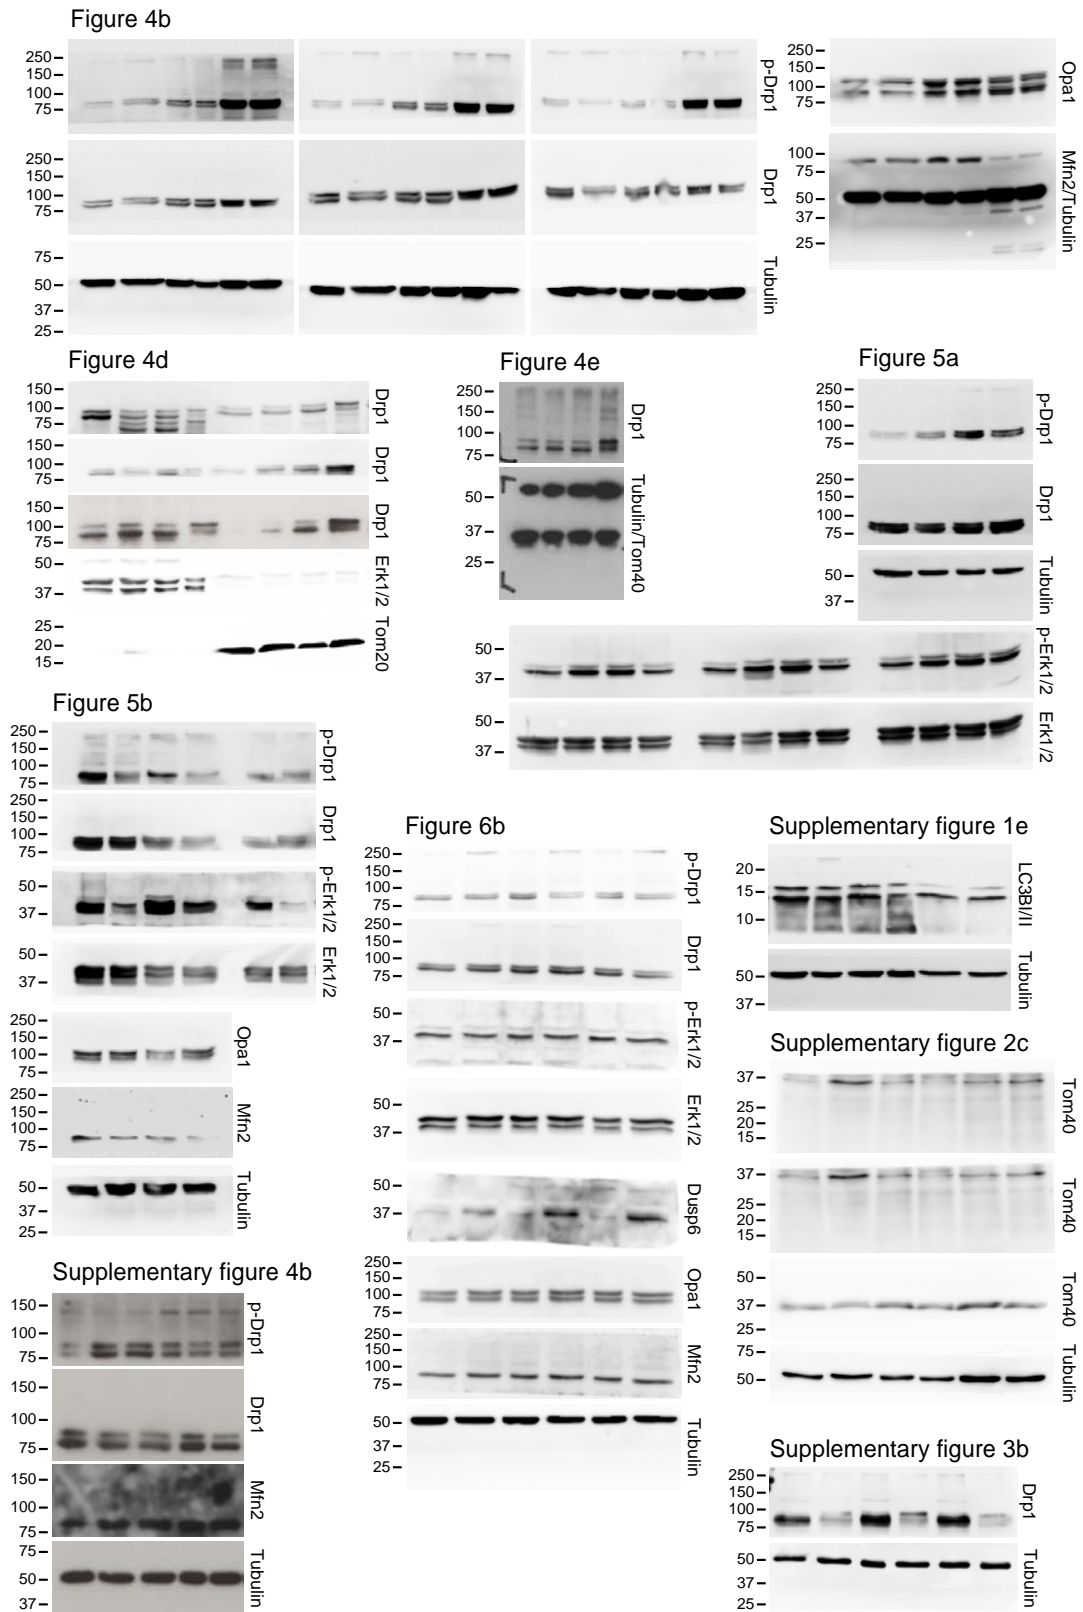 Figure 4b
250
150
100
75
p-Drp1
250
150
100
75
Drp1
75
50
37
25
Tubulin
250
150
100
75
Opa1
100
75
50
37
25
Mfn2/Tubulin
Figure 4d
150
100
75
Drp1
150
100
75
Drp1
150
100
75
Drp1
50
37
Erk1/2
25
20
15
Tom20
Figure 4e
250
150
100
75
Drp1
50
37
25
Tubulin/Tom40
Figure 5a
250
150
100
75
p-Drp1
250
150
100
75
Drp1
50
37
Tubulin
50
37
p-Erk1/2
50
37
Erk1/2
Figure 5b
250
150
100
75
p-Drp1
250
150
100
75
Drp1
50
37
p-Erk1/2
50
37
Erk1/2
250
150
100
75
Opa1
250
150
100
75
Mfn2
50
37
25
Tubulin
Figure 6b
250
150
100
75
p-Drp1
250
150
100
75
Drp1
50
37
p-Erk1/2
50
37
Erk1/2
50
37
Dusp6
250
150
100
75
Opa1
250
150
100
75
Mfn2
50
37
25
Tubulin
Supplementary figure 1e
20
15
10
LC3BI/II
50
37
Tubulin
Supplementary figure 2c
37
25
20
15
Tom40
37
25
20
15
Tom40
50
37
25
Tom40
75
50
Tubulin
Supplementary figure 4b
150
100
75
p-Drp1
150
100
75
Drp1
150
100
75
Mfn2
75
50
37
Tubulin
Supplementary figure 3b
250
150
100
75
Drp1
50
37
25
Tubulin